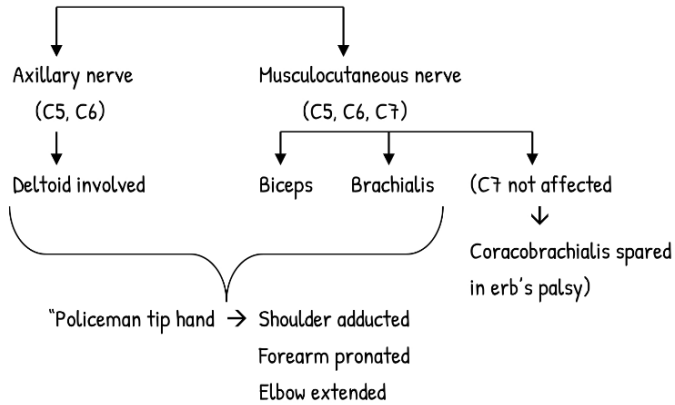 Axillary nerve
Musculocutaneous nerve
(C5, C6)
(C5, C6, C7)
Deltoid involved
Biceps
Brachialis
(C7 not affected
Coracobrachialis spared
in erb's palsy)
"Policeman tip hand → Shoulder adducted
Forearm pronated
Elbow extended